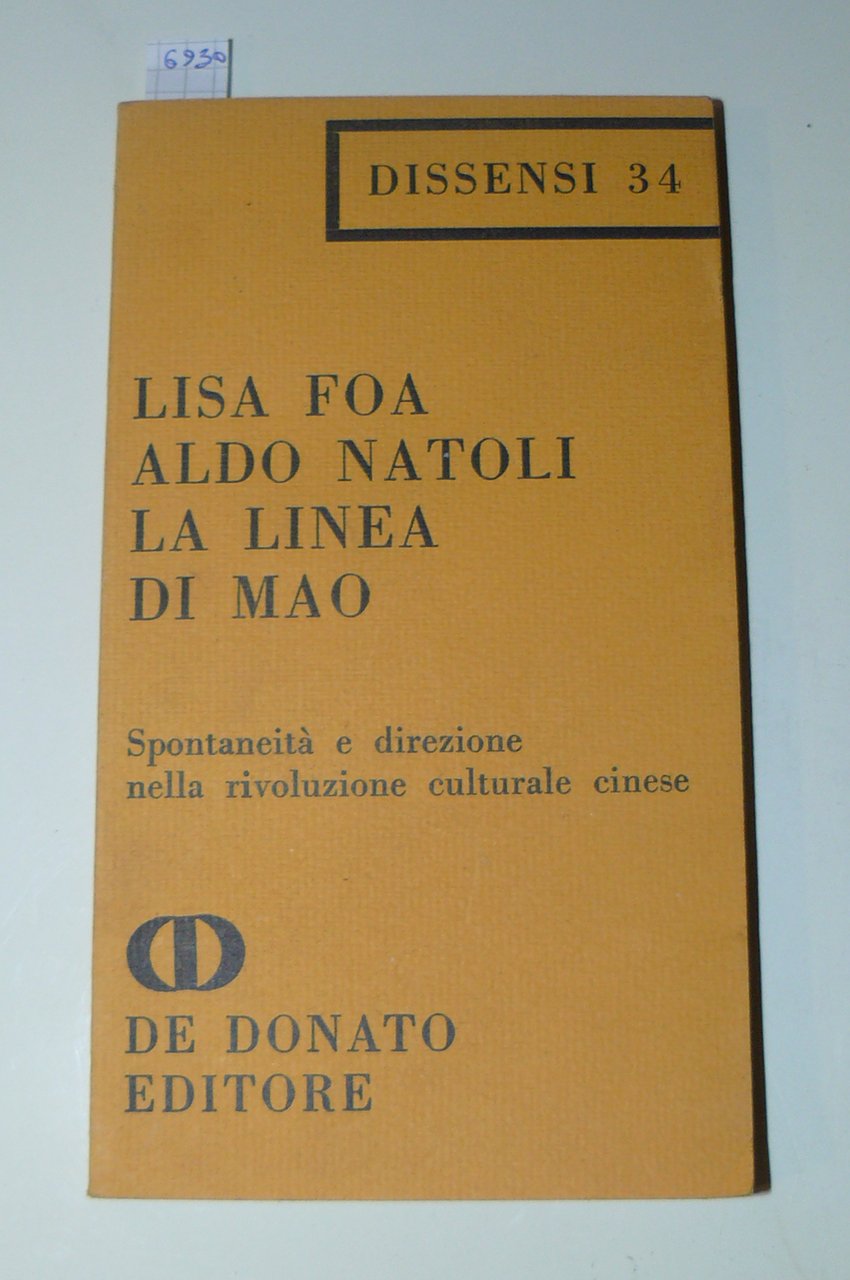 6930
DISSENSI 34
LISA FOA
ALDO NATOLI
LA LINEA
DI MAO
Spontaneità e direzione
nella rivoluzione culturale cinese
DE DONATO
EDITORE